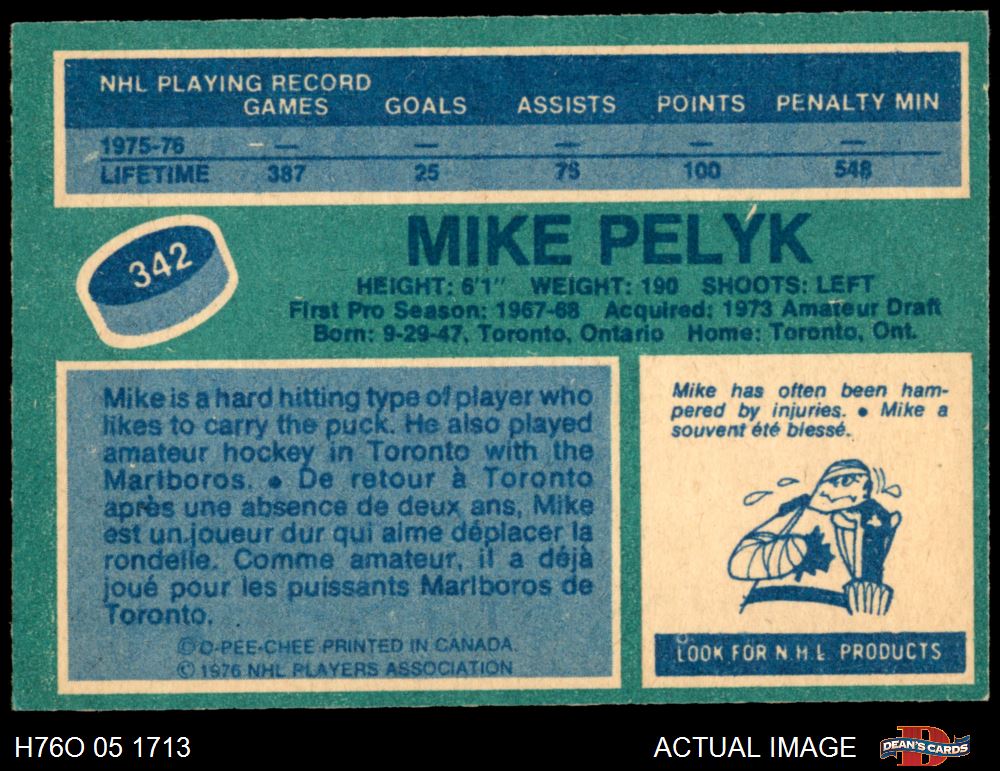 NHL PLAYING RECORD
GAMES GOALS ASSISTS POINTS PENALTY MIN
1975-76 — — — — —
LIFETIME 387 25 75 100 548
342
MIKE PELYK
HEIGHT: 6'1" WEIGHT: 190 SHOOTS: LEFT
First Pro Season: 1967-68 Acquired: 1973 Amateur Draft
Born: 9-29-47, Toronto, Ontario Home: Toronto, Ont.
Mike is a hard hitting type of player who
likes to carry the puck. He also played
amateur hockey in Toronto with the
Marlboros. • De retour à Toronto
après une absence de deux ans, Mike
est un joueur dur qui aime déplacer la
rondelle. Comme amateur, il a déjà
joué pour les puissants Marlboros de
Toronto.
© O-PEE-CHEE PRINTED IN CANADA.
© 1976 NHL PLAYERS ASSOCIATION
Mike has often been ham-
pered by injuries. • Mike a
souvent été blessé.
LOOK FOR N.H.L. PRODUCTS
H76O 05 1713
ACTUAL IMAGE
DEAN'S CARDS